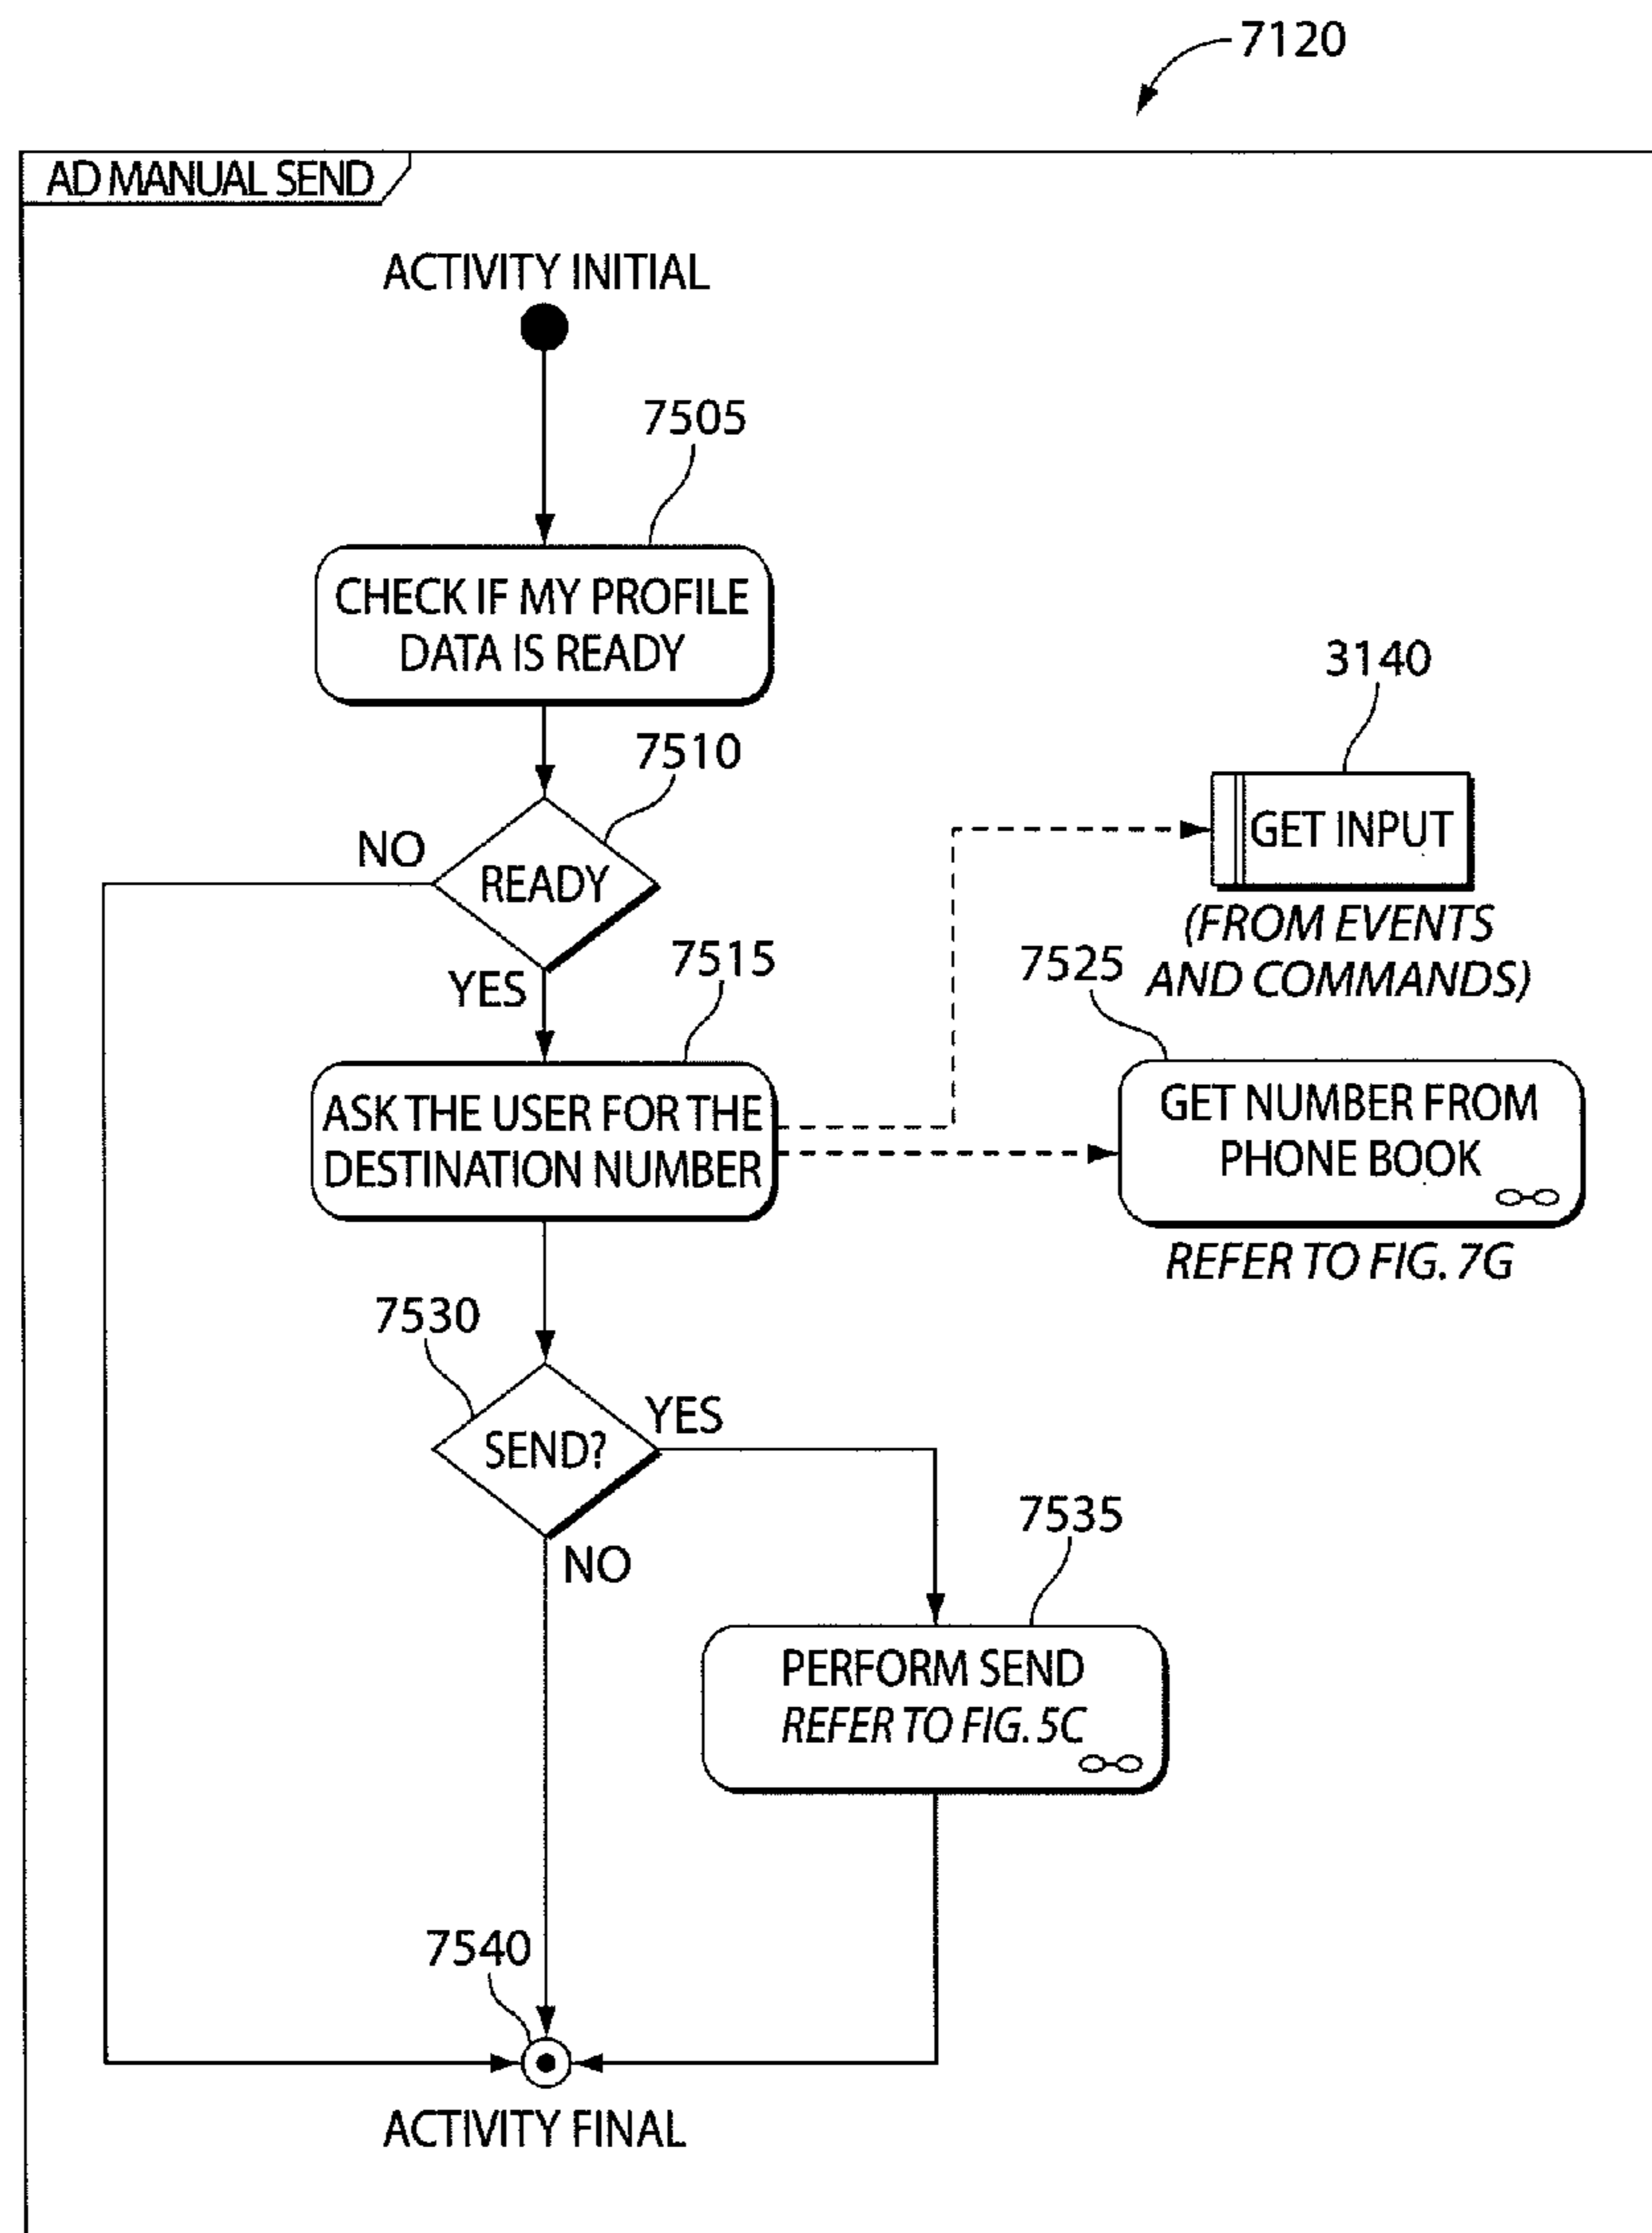 7120
AD MANUAL SEND
ACTIVITY INITIAL
7505
CHECK IF MY PROFILE
DATA IS READY
7510
NO
READY
YES
3140
GET INPUT
(FROM EVENTS
AND COMMANDS)
7515
ASK THE USER FOR THE
DESTINATION NUMBER
7525
GET NUMBER FROM
PHONE BOOK
REFER TO FIG. 7G
7530
SEND?
YES
NO
7535
PERFORM SEND
REFER TO FIG. 5C
7540
ACTIVITY FINAL